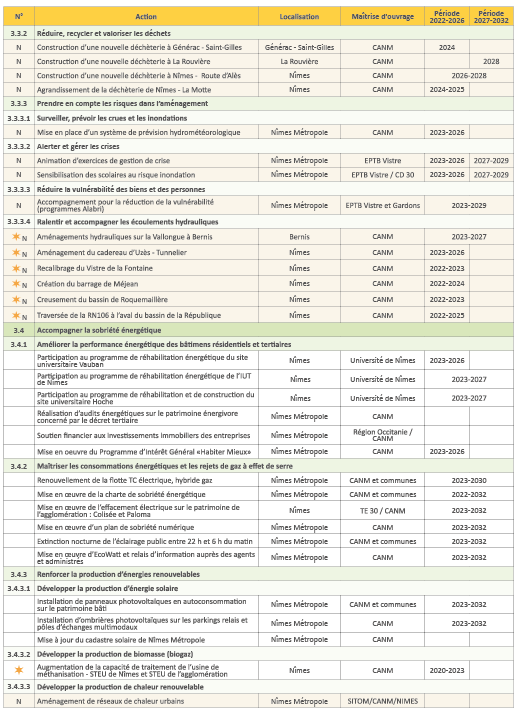 N° Action Localisation Maîtrise d'ouvrage Période 2022-2026 Période 2027-2032
3.3.2 Réduire, recycler et valoriser les déchets
N Construction d'une nouvelle déchèterie à Générac - Saint-Gilles Générac - Saint-Gilles CANM 2024
N Construction d'une nouvelle déchèterie à La Rouvière La Rouvière CANM 2028
N Construction d'une nouvelle déchèterie à Nîmes - Route d'Alès Nîmes CANM 2026-2028
N Agrandissement de la déchèterie de Nîmes - La Motte Nîmes CANM 2024-2025
3.3.3 Prendre en compte les risques dans l'aménagement
3.3.3.1 Surveiller, prévoir les crues et les inondations
N Mise en place d'un système de prévision hydrométéorologique Nîmes Métropole CANM 2023-2026
3.3.3.2 Alerter et gérer les crises
N Animation d'exercices de gestion de crise Nîmes Métropole EPTB Vistre 2023-2026 2027-2029
N Sensibilisation des scolaires au risque inondation Nîmes Métropole EPTB Vistre / CD 30 2023-2026 2027-2029
3.3.3.3 Réduire la vulnérabilité des biens et des personnes
N Accompagnement pour la réduction de la vulnérabilité
(programmes Alabri) Nîmes Métropole EPTB Vistre et Gardons 2023-2029
3.3.3.4 Ralentir et accompagner les écoulements hydrauliques
N Aménagements hydrauliques sur la Vallongue à Bernis Bernis CANM 2023-2027
N Aménagement du cadereau d'Uzès - Tunnelier Nîmes CANM 2023-2026
N Recalibrage du Vistre de la Fontaine Nîmes CANM 2022-2023
N Création du barrage de Méjean Nîmes CANM 2022-2024
N Creusement du bassin de Roquemaillère Nîmes CANM 2022-2023
N Traversée de la RN106 à l'aval du bassin de la République Nîmes CANM 2022-2025
3.4 Accompagner la sobriété énergétique
3.4.1 Améliorer la performance énergétique des bâtiments résidentiels et tertiaires
Participation au programme de réhabilitation énergétique du site
universitaire Vauban Nîmes Université de Nîmes 2023-2026
Participation au programme de réhabilitation énergétique de l'IUT
de Nîmes Nîmes Université de Nîmes 2023-2027
Participation au programme de réhabilitation et de construction du
site universitaire Hoche Nîmes Université de Nîmes 2023-2027
Réalisation d'audits énergétiques sur le patrimoine énergivore
concerné par le décret tertiaire Nîmes Métropole CANM
Soutien financier aux investissements immobiliers des entreprises Nîmes Métropole Région Occitanie /
CANM
Mise en oeuvre du Programme d'Intérêt Général «Habiter Mieux» Nîmes Métropole CANM 2023-2026
3.4.2 Maîtriser les consommations énergétiques et les rejets de gaz à effet de serre
Renouvellement de la flotte TC électrique, hybride gaz Nîmes Métropole CANM et communes 2023-2030
Mise en œuvre de la charte de sobriété énergétique Nîmes Métropole CANM et communes 2022-2032
Mise en œuvre de l'effacement électrique sur le patrimoine de
l'agglomération : Colisée et Paloma Nîmes TE 30 / CANM 2023-2032
Mise en œuvre d'un plan de sobriété numérique Nîmes Métropole CANM 2023-2032
Extinction nocturne de l'éclairage public entre 22 h et 6 h du matin Nîmes Métropole CANM et communes 2023-2032
Mise en œuvre d'EcoWatt et relais d'information auprès des agents
et administrés Nîmes Métropole CANM 2023-2032
3.4.3 Renforcer la production d'énergies renouvelables
3.4.3.1 Développer la production d'énergie solaire
Installation de panneaux photovoltaïques en autoconsommation
sur le patrimoine bâti Nîmes Métropole CANM et communes 2023-2032
Installation d'ombrières photovoltaïques sur les parkings relais et
pôles d'échanges multimodaux Nîmes Métropole CANM 2023-2032
Mise à jour du cadastre solaire de Nîmes Métropole Nîmes Métropole CANM
3.4.3.2 Développer la production de biomasse (biogaz)
Augmentation de la capacité de traitement de l'usine de
méthanisation - STEU de Nîmes et STEU de l'agglomération Nîmes CANM 2020-2023
3.4.3.3 Développer la production de chaleur renouvelable
N Aménagement de réseaux de chaleur urbains Nîmes Métropole SITOM/CANM/NIMES